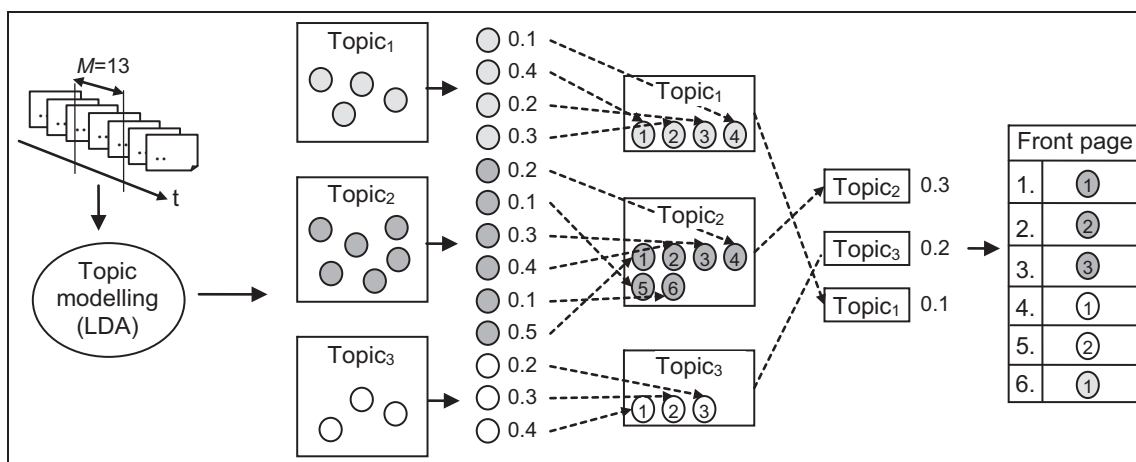 M=13
t
Topic
modelling
(LDA)
Topic₁
Topic₂
Topic₃
0.1
0.4
0.2
0.3
0.2
0.1
0.3
0.4
0.1
0.5
0.2
0.3
0.4
Topic₁
1 2 3 4
Topic₂
1 2 3 4
5 6
Topic₃
1 2 3
Topic₂ 0.3
Topic₃ 0.2
Topic₁ 0.1
Front page
1. 1
2. 2
3. 3
4. 1
5. 2
6. 1